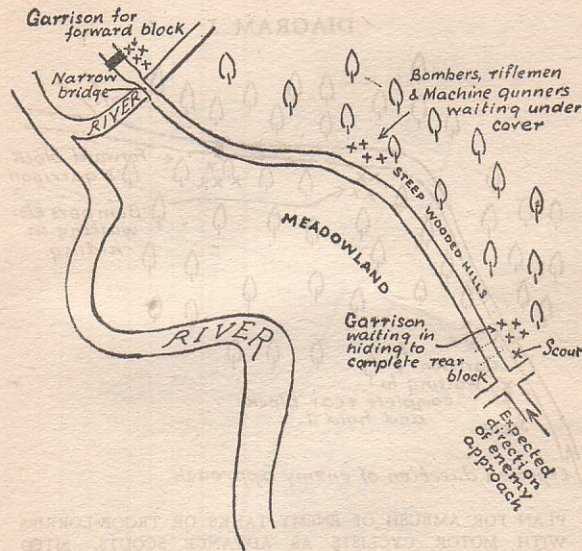 Garrison for
forward block
Narrow
bridge
RIVER
Bombers, riflemen
& Machine gunners
waiting under
cover
STEEP WOODED HILLS
MEADOWLAND
RIVER
Garrison
waiting in
hiding to
complete rear
block
Scout
Expected
direction
of enemy
approach